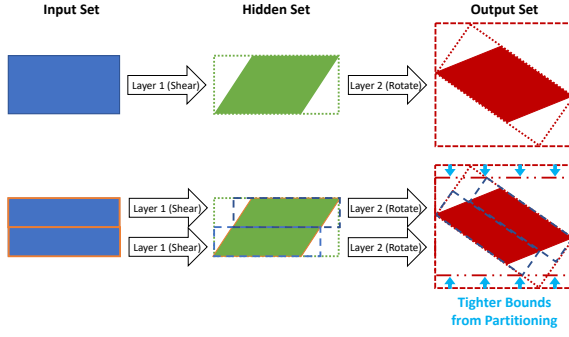 Input Set
Hidden Set
Output Set
Layer 1 (Shear)
Layer 2 (Rotate)
Layer 1 (Shear)
Layer 2 (Rotate)
Layer 1 (Shear)
Layer 2 (Rotate)
Tighter Bounds
from Partitioning